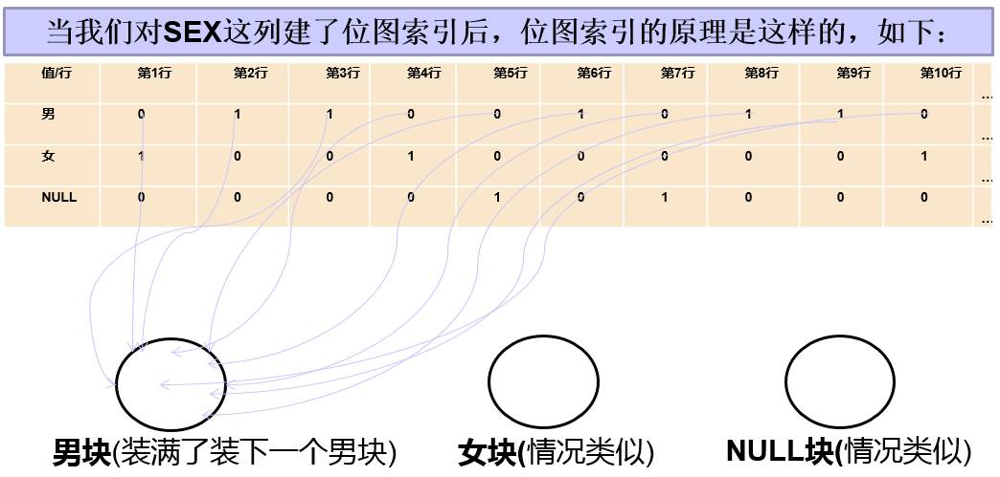 当我们对SEX这列建了位图索引后，位图索引的原理是这样的，如下：
值/行 第1行 第2行 第3行 第4行 第5行 第6行 第7行 第8行 第9行 第10行 ...
男 0 1 1 0 0 1 0 1 1 0 ...
女 1 0 0 1 0 0 0 0 0 1 ...
NULL 0 0 0 0 1 0 1 0 0 0 ...
男块(装满了装下一个男块) 女块(情况类似) NULL块(情况类似)